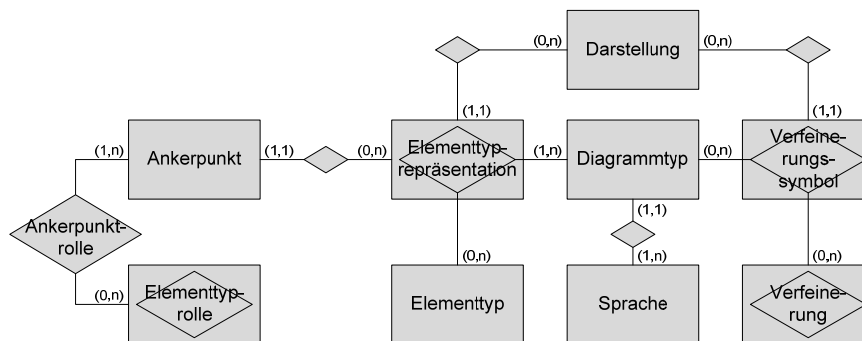 (0,n)
Darstellung
(0,n)
(1,1)
(1,1)
(1,n)
Ankerpunkt
(1,1)
(0,n)
Elementtyp-
repräsentation
(1,n)
Diagrammtyp
(0,n)
Verfeine-
rungs-
symbol
(1,1)
Ankerpunkt-
rolle
(0,n)
(1,n)
(0,n)
(0,n)
Elementtyp-
rolle
Elementtyp
Sprache
Verfeine-
rung